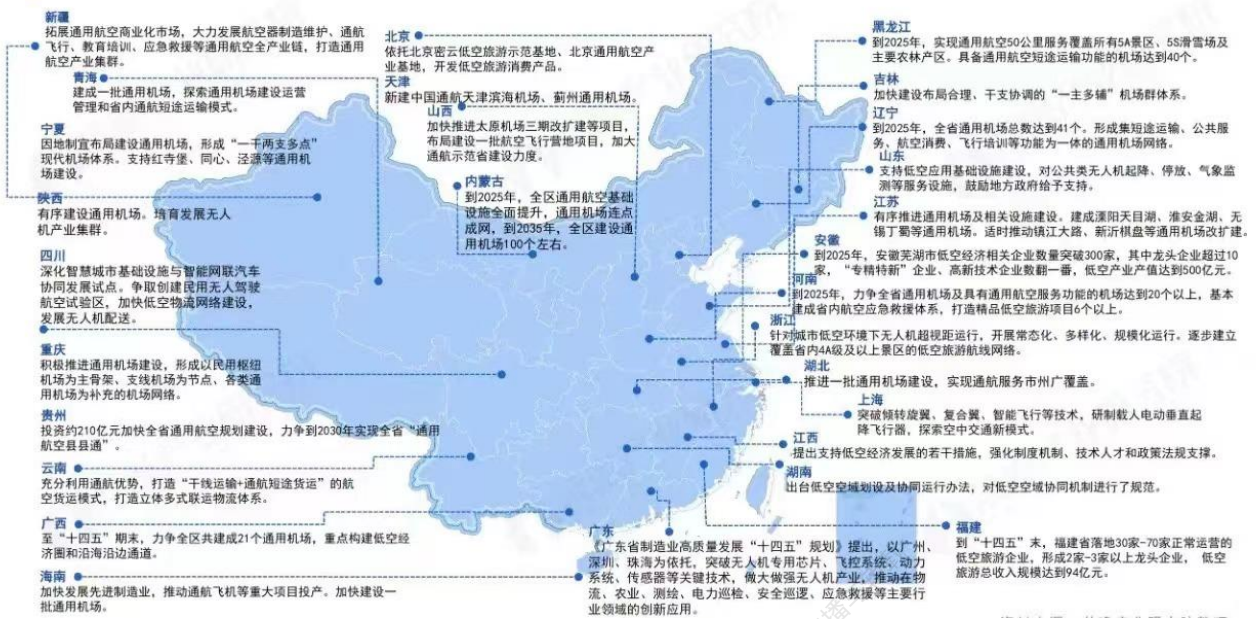 新疆
拓展通用航空商业化市场，大力发展航空器制造维护、通航
飞行、教育培训、应急救援等通用航空全产业链，打造通用
航空产业集群。
青海
建成一批通用机场，探索通用机场建设运营
管理和省内通航短途运输模式。
宁夏
因地制宜布局建设通用机场，形成“一干两支多点”
现代机场体系。支持红寺堡、同心、泾源等通用机
场建设。
陕西
有序建设通用机场。培育发展无人
机产业集群。
四川
深化智慧城市基础设施与智能网联汽车
协同发展试点。争取创建民用无人驾驶
航空试验区，加快低空物流网络建设，
发展无人机配送。
重庆
积极推进通用机场建设，形成以民用枢纽
机场为主骨架、支线机场为节点、各类通
用机场为补充的机场网络。
贵州
投资约210亿元加快全省通用航空规划建设，力争到2030年实现全省“通用
航空县县通”。
云南
充分利用通航优势，打造“干线运输+通航短途货运”的航
空货运模式，打造立体多式联运物流体系。
广西
至“十四五”期末，力争全区共建成21个通用机场，重点构建低空经
济圈和沿海沿边通道。
海南
加快发展先进制造业，推动通航飞机等重大项目投产。加快建设一
批通用机场。
北京
依托北京密云低空旅游示范基地、北京通用航空产
业基地，开发低空旅游消费产品。
天津
新建中国通航天津滨海机场、蓟州通用机场。
山西
加快推进太原机场三期改扩建等项目，
布局建设一批航空飞行营地项目，加大
通航示范省建设力度。
内蒙古
到2025年，全区通用航空基础
设施全面提升，通用机场连点
成网，到2035年，全区建设通
用机场100个左右。
黑龙江
到2025年，实现通用航空50公里服务覆盖所有5A景区、5S滑雪场及
主要农林产区。具备通用航空短途运输功能的机场达到40个。
吉林
加快建设布局合理、干支协调的“一主多辅”机场群体系。
辽宁
到2025年，全省通用机场总数达到41个。形成集短途运输、公共服
务、航空消费、飞行培训等功能为一体的通用机场网络。
山东
支持低空应用基础设施建设，对公共类无人机起降、停放、气象监
测等服务设施，鼓励地方政府给予支持。
江苏
有序推进通用机场及相关设施建设。建成溧阳天目湖、淮安金湖、无
锡丁蜀等通用机场。适时推动镇江大路、新沂棋盘等通用机场改扩建。
安徽
到2025年，安徽芜湖市低空经济相关企业数量突破300家，其中龙头企业超过10
家，“专精特新”企业、高新技术企业数翻一番，低空产业产值达到500亿元。
河南
到2025年，力争全省通用机场及具有通用航空服务功能的机场达到20个以上，基本
建成省内航空应急救援体系，打造精品低空旅游项目6个以上。
浙江
针对城市低空环境下无人机超视距运行，开展常态化、多样化、规模化运行。逐步建立
覆盖省内4A级及以上景区的低空旅游航线网络。
湖北
推进一批通用机场建设，实现通航服务市州广覆盖。
上海
突破倾转旋翼、复合翼、智能飞行等技术，研制载人电动垂直起
降飞行器，探索空中交通新模式。
江西
提出支持低空经济发展的若干措施，强化制度机制、技术人才和政策法规支撑。
湖南
出台低空空域划设及协同运行办法，对低空空域协同机制进行了规范。
广东
《广东省制造业高质量发展“十四五”规划》提出，以广州、
深圳、珠海为依托，突破无人机专用芯片、飞控系统、动力
系统、传感器等关键技术，做大做强无人机产业，推动在物
流、农业、测绘、电力巡检、安全巡逻、应急救援等主要行
业领域的创新应用。
福建
到“十四五”末，福建省落地30家-70家正常运营的
低空旅游企业，形成2家-3家以上龙头企业， 低空
旅游总收入规模达到94亿元。